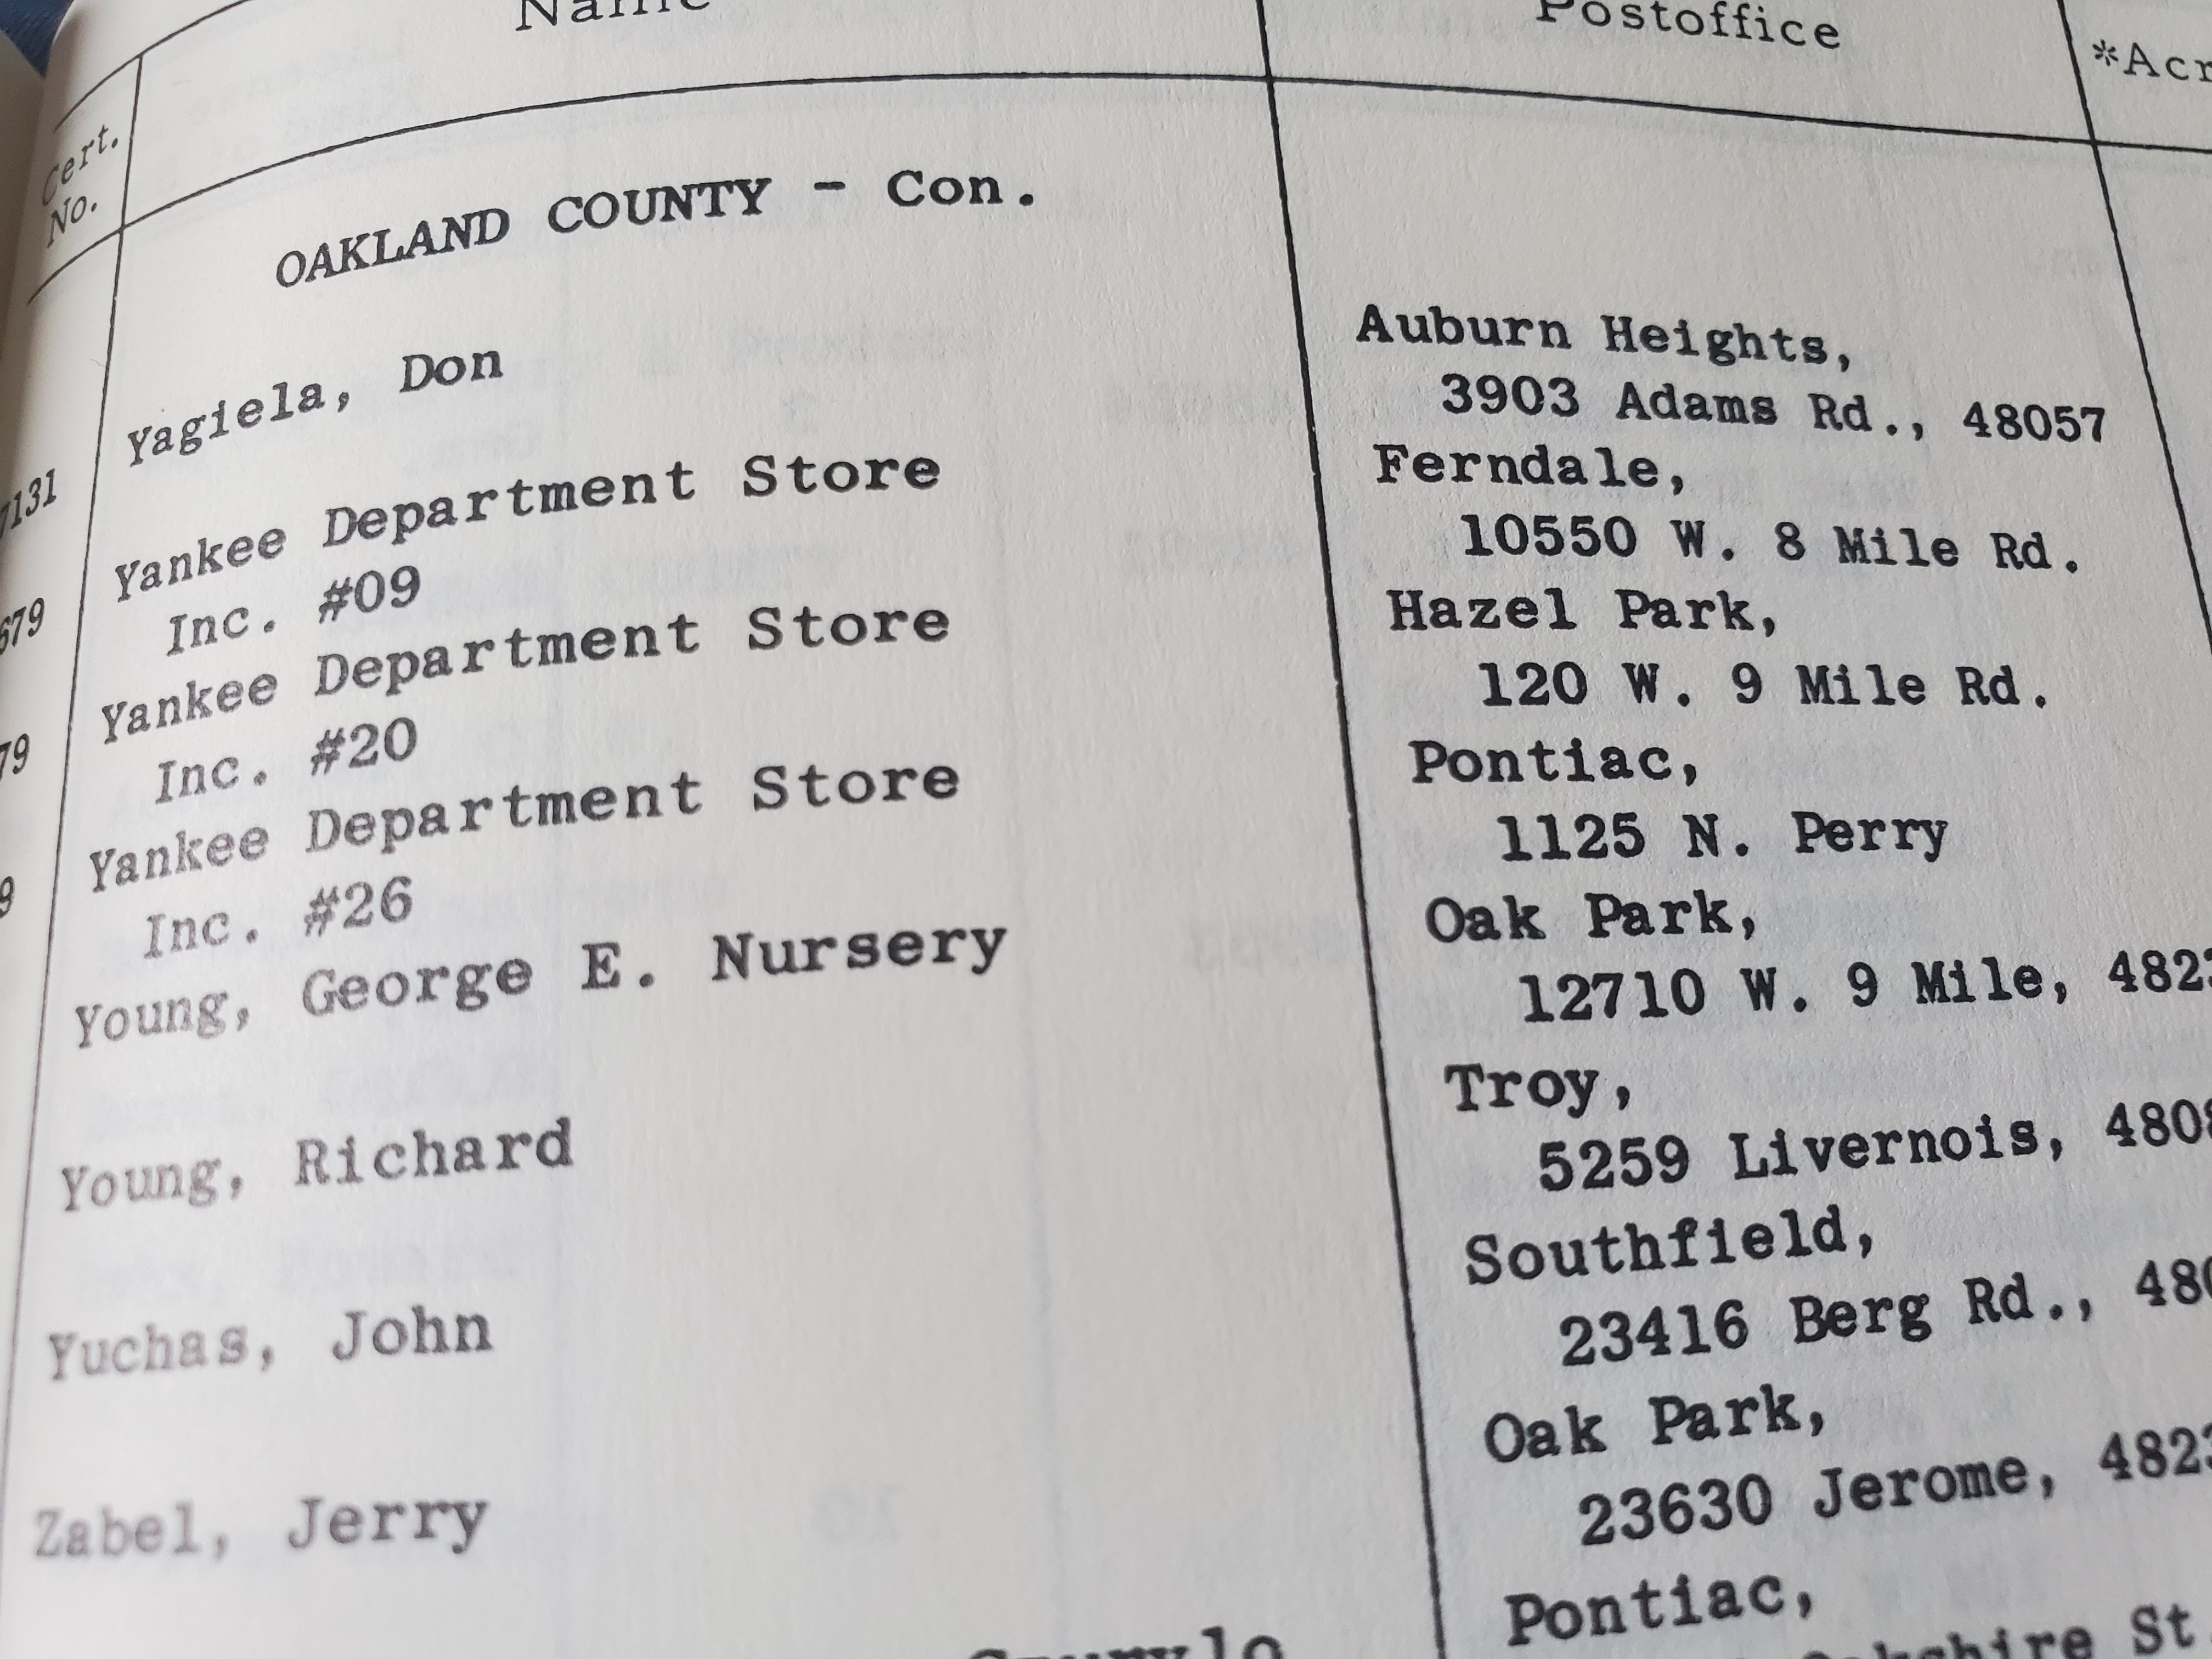 Name Postoffice
Cert.
No.
OAKLAND COUNTY - Con.
Yagiela, Don Auburn Heights,
3903 Adams Rd., 48057
Yankee Department Store Ferndale,
Inc. #09 10550 W. 8 Mile Rd.
Yankee Department Store Hazel Park,
Inc. #20 120 W. 9 Mile Rd.
Yankee Department Store Pontiac,
Inc. #26 1125 N. Perry
Young, George E. Nursery Oak Park,
12710 W. 9 Mile,
Young, Richard Troy,
5259 Livernois,
Yuchas, John Southfield,
23416 Berg Rd.,
Zabel, Jerry Oak Park,
23630 Jerome,
Pontiac,
St